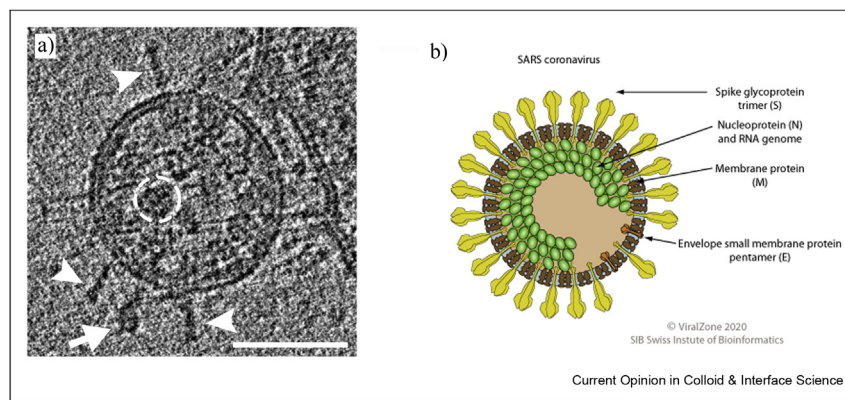 a)
b)
SARS coronavirus
Spike glycoprotein
trimer (S)
Nucleoprotein (N)
and RNA genome
Membrane protein
(M)
Envelope small membrane protein
pentamer (E)
© ViralZone 2020
SIB Swiss Instute of Bioinformatics
Current Opinion in Colloid & Interface Science